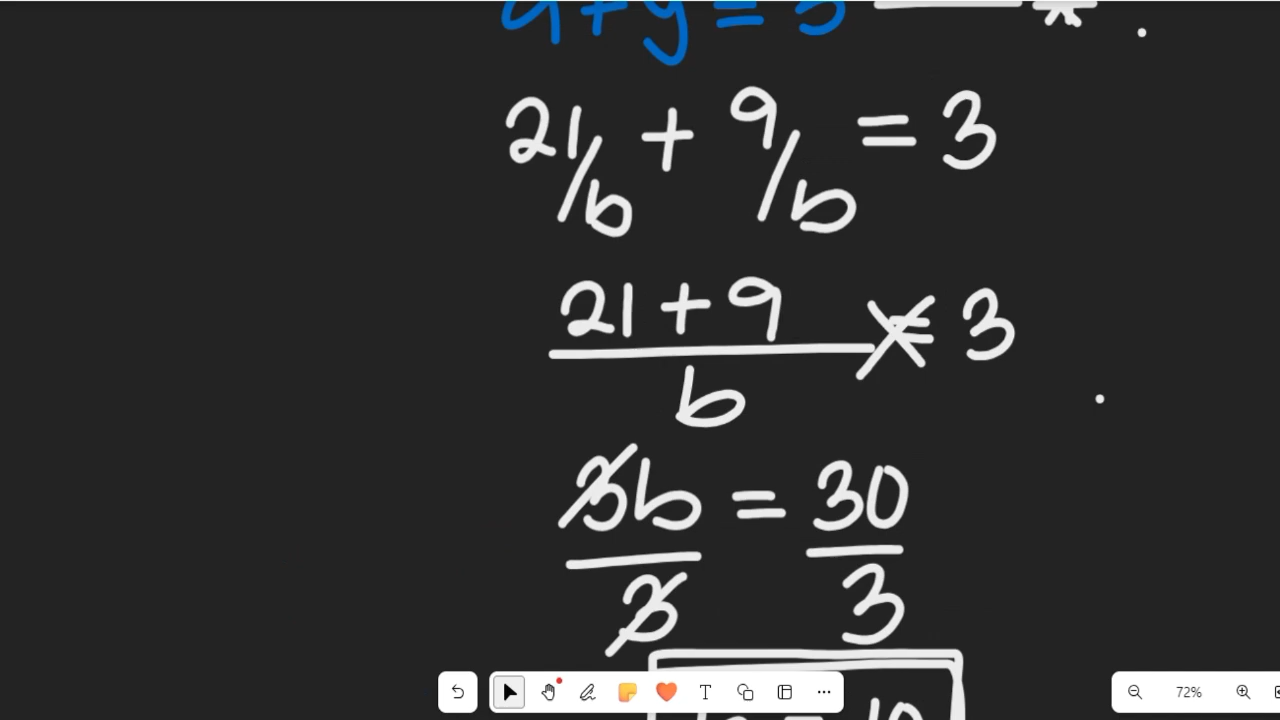 21/b + 9/b = 3
21 + 9 = 3
b
3b = 30
3 3
72%
T